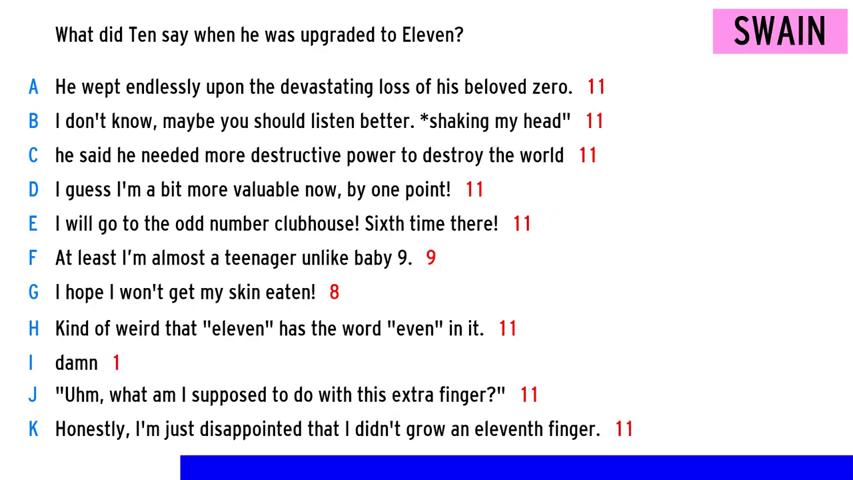 What did Ten say when he was upgraded to Eleven?
SWAIN
A He wept endlessly upon the devastating loss of his beloved zero. 11
B I don't know, maybe you should listen better. *shaking my head" 11
C he said he needed more destructive power to destroy the world 11
D I guess I'm a bit more valuable now, by one point! 11
E I will go to the odd number clubhouse! Sixth time there! 11
F At least I’m almost a teenager unlike baby 9. 9
G I hope I won't get my skin eaten! 8
H Kind of weird that "eleven" has the word "even" in it. 11
I damn 1
J "Uhm, what am I supposed to do with this extra finger?" 11
K Honestly, I'm just disappointed that I didn't grow an eleventh finger. 11